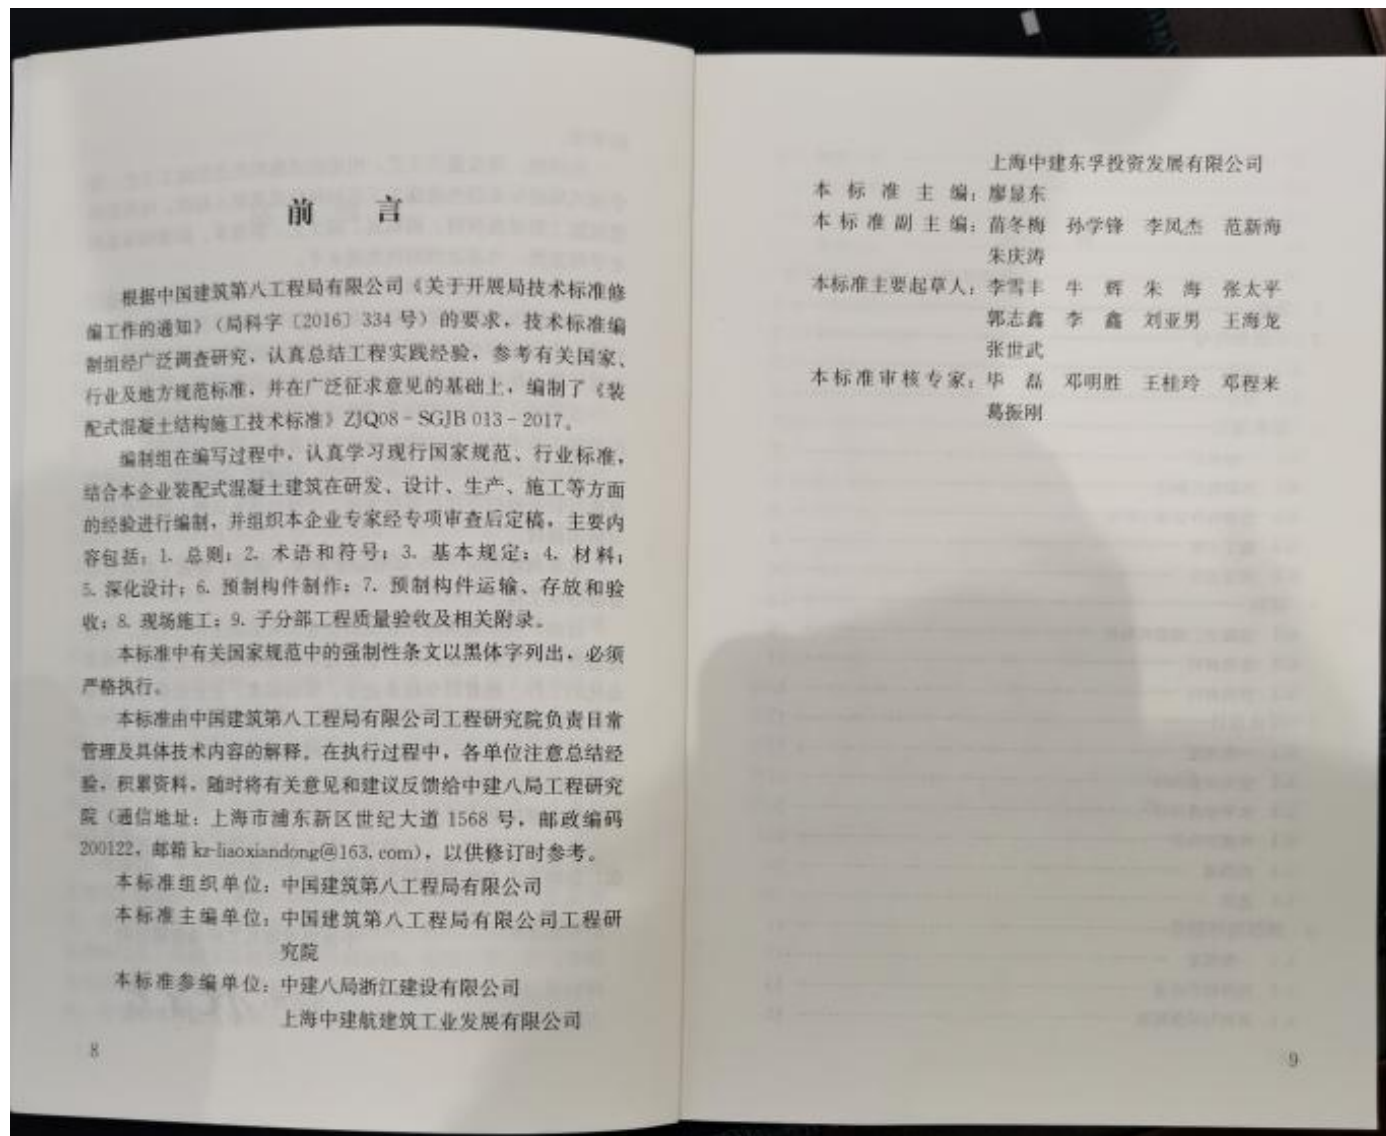 前 言
根据中国建筑第八工程局有限公司《关于开展局技术标准修
编工作的通知》（局科字〔2016〕334 号）的要求，技术标准编
制组经广泛调查研究，认真总结工程实践经验，参考有关国家、
行业及地方规范标准，并在广泛征求意见的基础上，编制了《装
配式混凝土结构施工技术标准》ZJQ08－SGJB 013－2017。
编制组在编写过程中，认真学习现行国家规范、行业标准，
结合本企业装配式混凝土建筑在研发、设计、生产、施工等方面
的经验进行编制，并组织本企业专家经专项审查后定稿，主要内
容包括：1. 总则；2. 术语和符号；3. 基本规定；4. 材料；
5. 深化设计；6. 预制构件制作；7. 预制构件运输、存放和验
收；8. 现场施工；9. 子分部工程质量验收及相关附录。
本标准中有关国家规范中的强制性条文以黑体字列出，必须
严格执行。
本标准由中国建筑第八工程局有限公司工程研究院负责日常
管理及具体技术内容的解释。在执行过程中，各单位注意总结经
验，积累资料，随时将有关意见和建议反馈给中建八局工程研究
院（通信地址：上海市浦东新区世纪大道 1568 号，邮政编码
200122，邮箱 kz-liaoxiandong@163.com），以供修订时参考。
本标准组织单位：中国建筑第八工程局有限公司
本标准主编单位：中国建筑第八工程局有限公司工程研
究院
本标准参编单位：中建八局浙江建设有限公司
上海中建航建筑工业发展有限公司
8
上海中建东孚投资发展有限公司
本 标 准 主 编：廖显东
本 标 准 副 主 编：苗冬梅 孙学锋 李凤杰 范新海
朱庆涛
本标准主要起草人：李雪丰 牛 辉 朱 海 张太平
郭志鑫 李 鑫 刘亚男 王海龙
张世武
本标准审核专家：毕 磊 邓明胜 王桂玲 邓程来
葛振刚
9